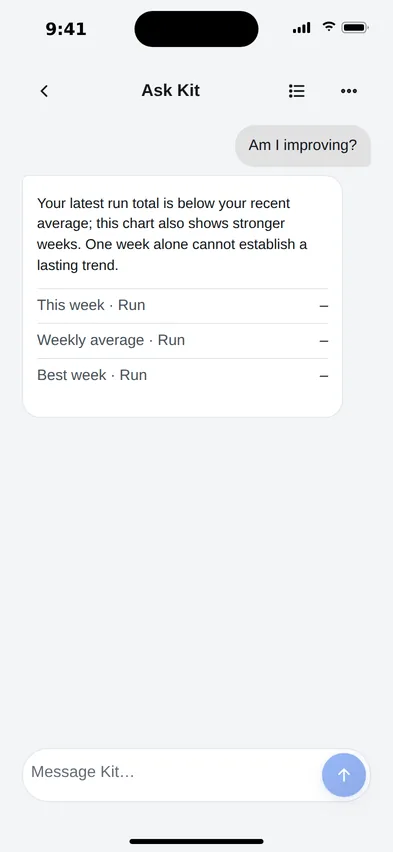 9:41
Ask Kit
Am I improving?
Your latest run total is below your recent
average; this chart also shows stronger
weeks. One week alone cannot establish a
lasting trend.
This week · Run –
Weekly average · Run –
Best week · Run –
Message Kit…